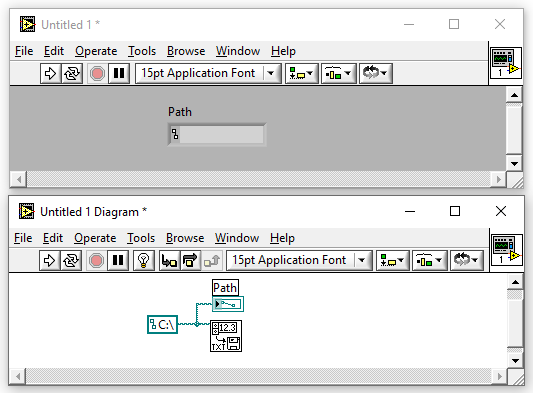 Untitled 1 *
File Edit Operate Tools Browse Window Help
15pt Application Font
1
Path
Untitled 1 Diagram *
File Edit Operate Tools Browse Window Help
15pt Application Font
1
Path
C:\
12.3
TXT